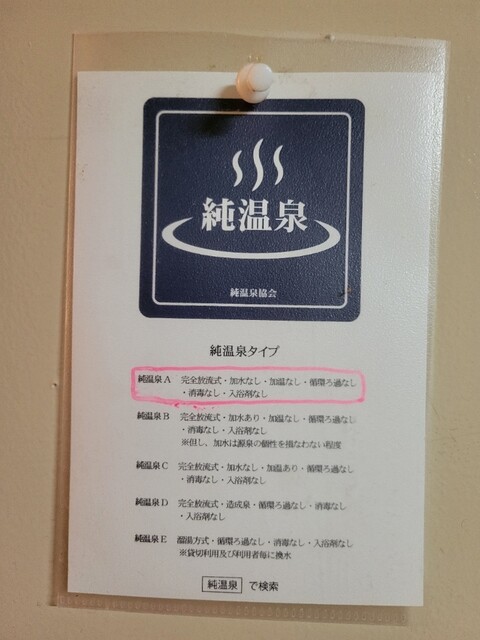 純温泉
純温泉協会
純温泉タイプ
純温泉A 完全放流式・加水なし・加温なし・循環ろ過なし
・消毒なし・入浴剤なし
純温泉B 完全放流式・加水あり・加温なし・循環ろ過なし
・消毒なし・入浴剤なし
※但し、加水は源泉の個性を損なわない程度
純温泉C 完全放流式・加水なし・加温あり・循環ろ過なし
・消毒なし・入浴剤なし
純温泉D 完全放流式・造成泉・循環ろ過なし・消毒なし
・入浴剤なし
純温泉E 溜湯方式・循環ろ過なし・消毒なし・入浴剤なし
※貸切利用及び利用者毎に換水
純温泉 で検索